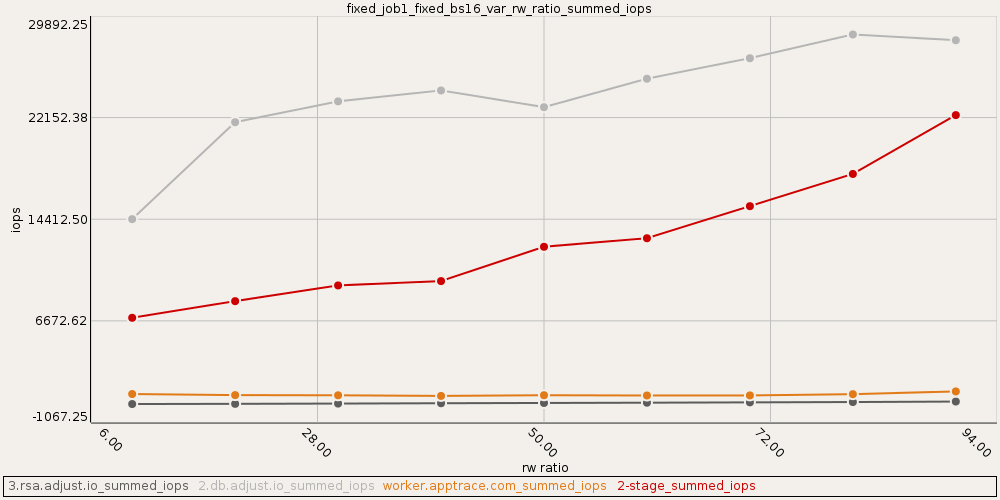 fixed_job1_fixed_bs16_var_rw_ratio_summed_iops
29892.25
22152.38
14412.50
6672.62
-1067.25
iops
6.00 28.00 50.00 72.00 94.00
rw ratio
3.rsa.adjust.io_summed_iops 2.db.adjust.io_summed_iops worker.apptrace.com_summed_iops 2-stage_summed_iops